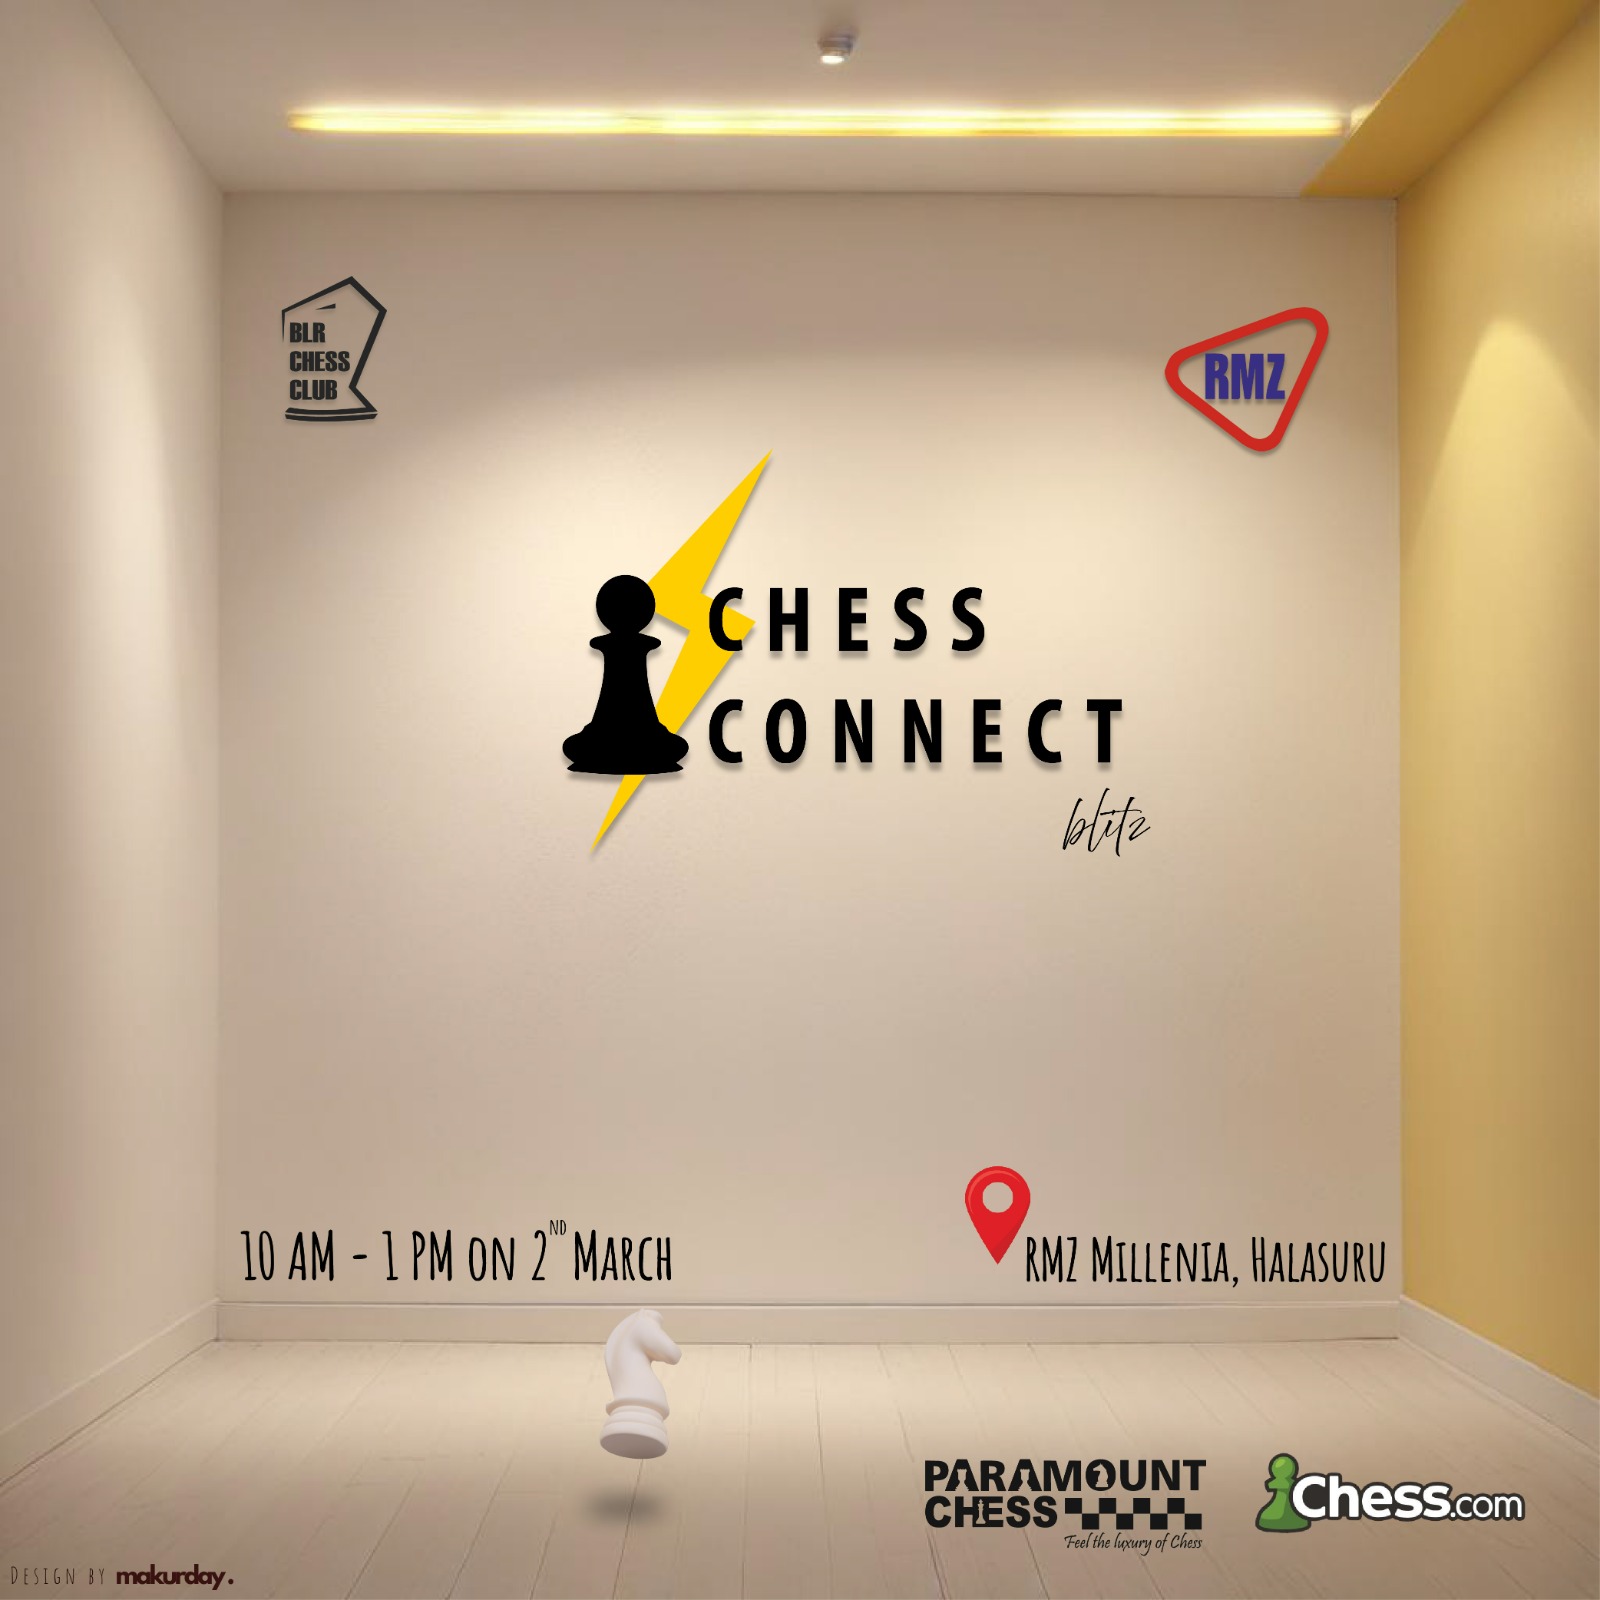 BLR
CHESS
CLUB
RMZ
CHESS
CONNECT
blitz
10 AM - 1 PM ON 2ND MARCH
RMZ MILLENIA, HALASURU
PARAMOUNT
CHESS
Feel the luxury of Chess
Chess.com
DESIGN BY makurday.